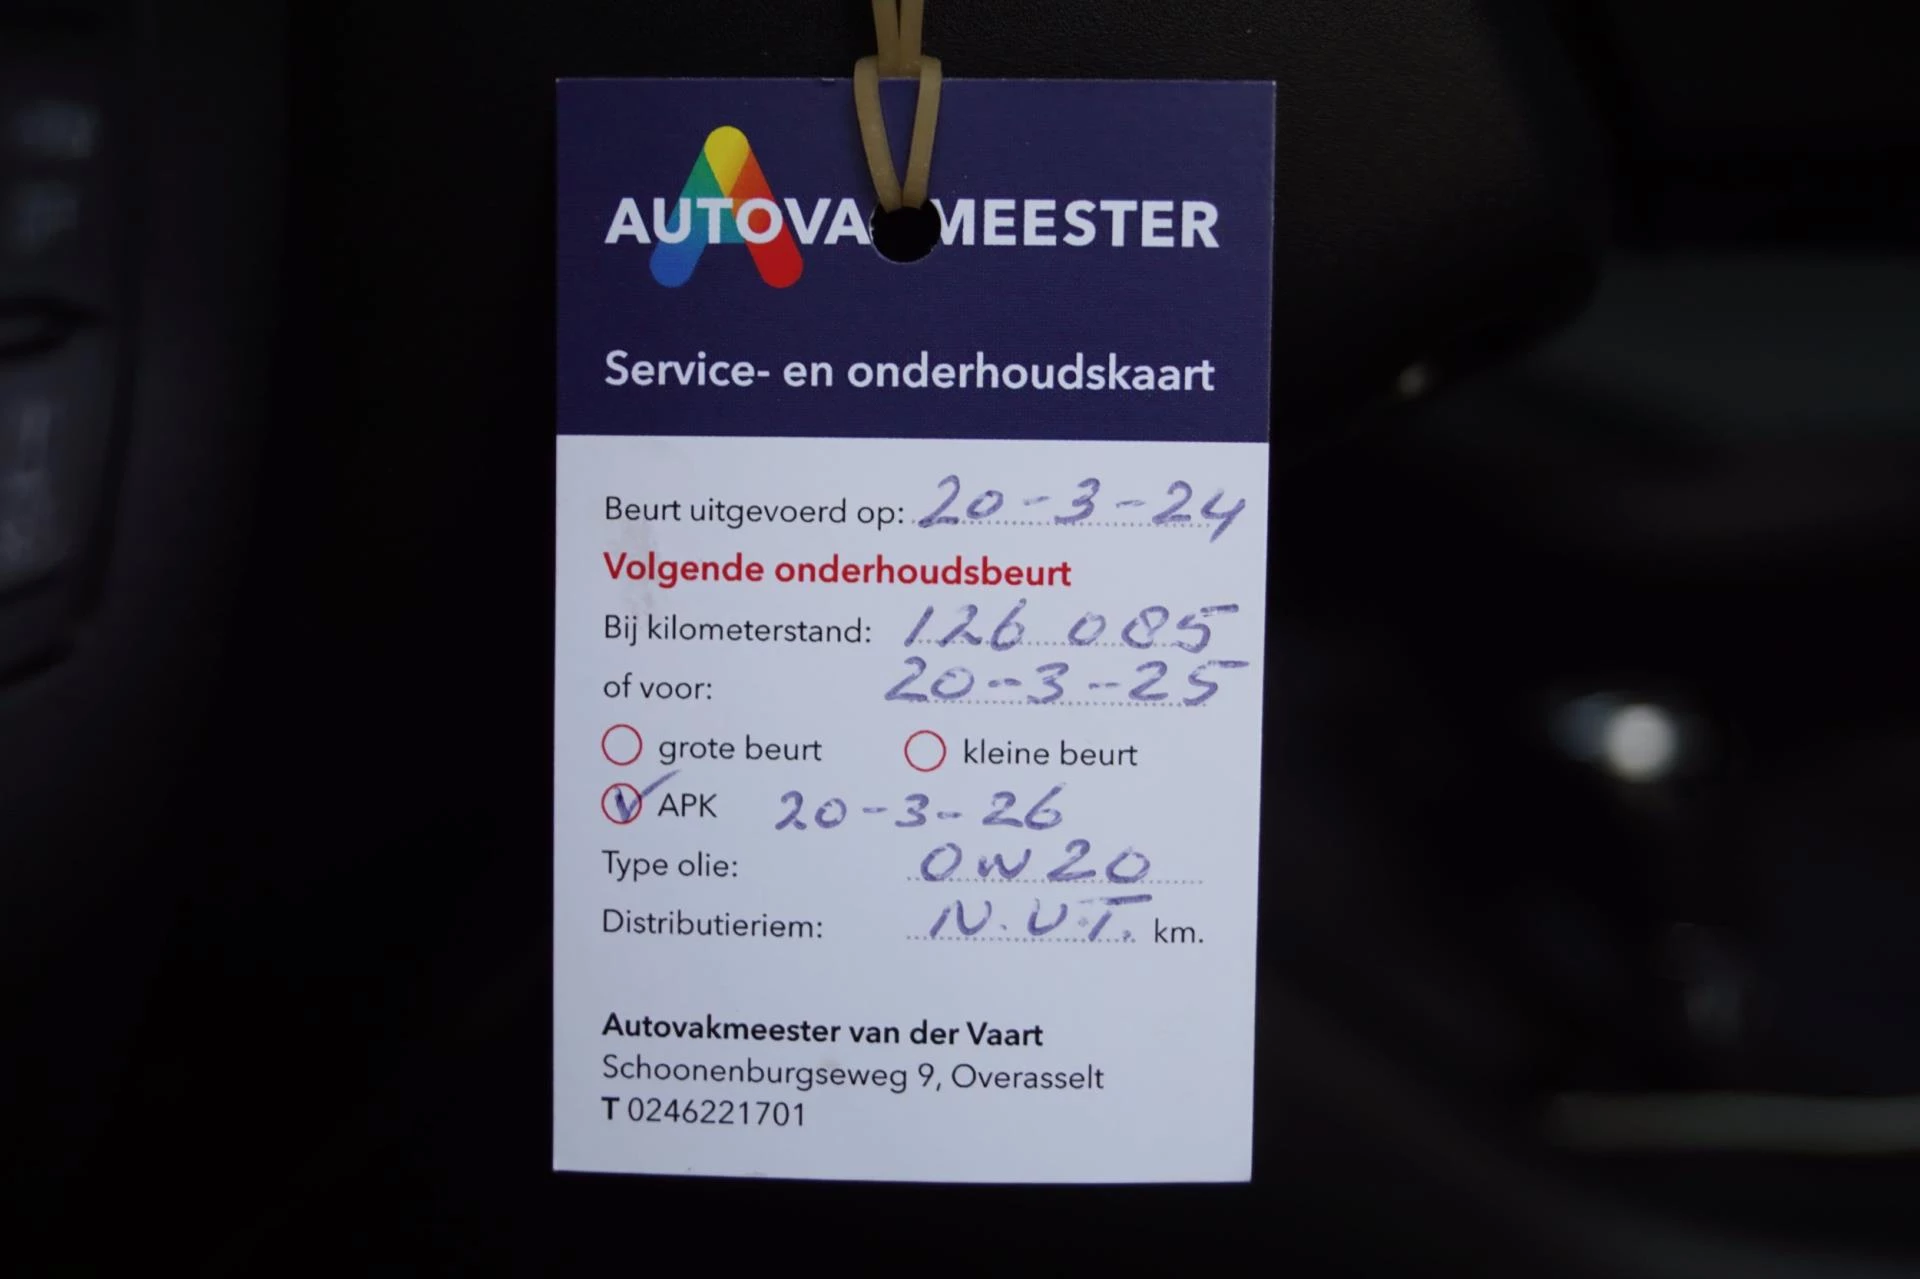 AUTOVAKMEESTER
Service- en onderhoudskaart
Beurt uitgevoerd op: 20-3-24
Volgende onderhoudsbeurt
Bij kilometerstand: 126 085
of voor: 20-3-25
grote beurt kleine beurt
APK 20-3-26
Type olie: 0W20
Distributieriem: N.V.T. km.
Autovakmeester van der Vaart
Schoonenburgseweg 9, Overasselt
T 0246221701